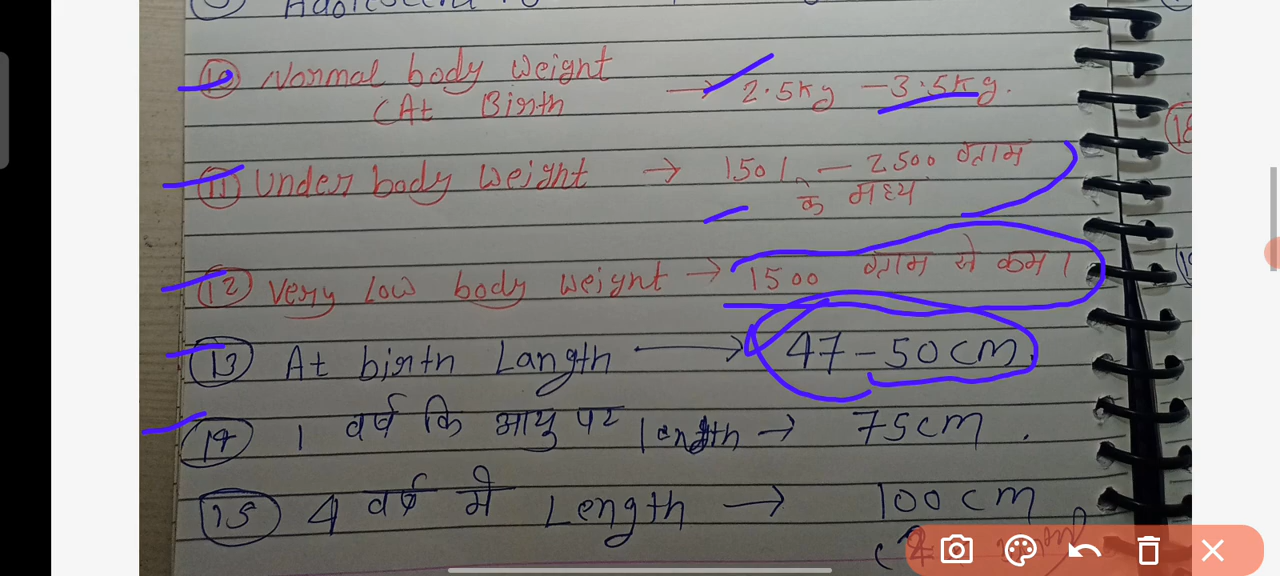 (10) Normal body weight → 2.5kg - 3.5kg.
(At Birth
(11) Under body weight → 1501 - 2500 ग्राम
के मध्य
(12) Very Low body weight → 1500 ग्राम से कम।
(13) At birth Langth → 47-50cm.
(14) 1 वर्ष कि आयु पर length → 75cm.
(15) 4 वर्ष मे Length → 100cm